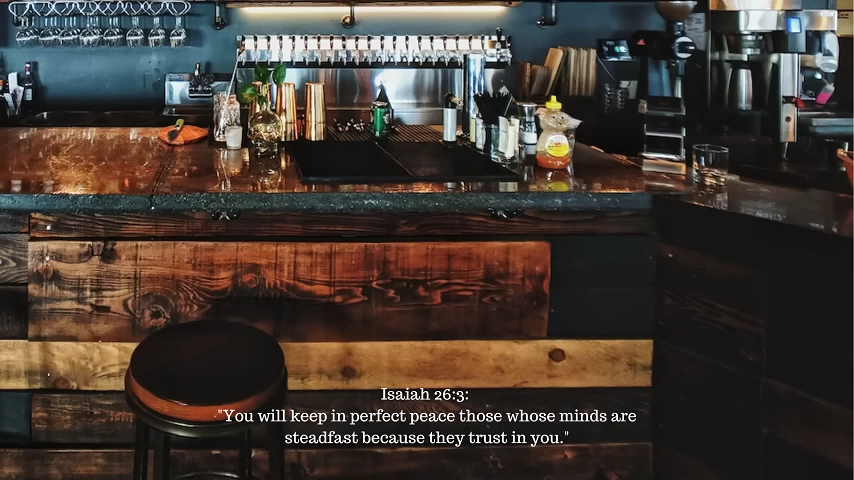 Isaiah 26:3:
"You will keep in perfect peace those whose minds are
steadfast because they trust in you."